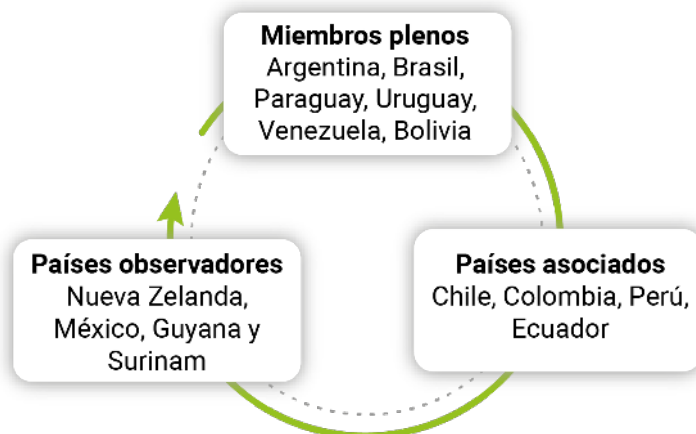 Miembros plenos
Argentina, Brasil,
Paraguay, Uruguay,
Venezuela, Bolivia
Países observadores
Nueva Zelanda,
México, Guyana y
Surinam
Países asociados
Chile, Colombia, Perú,
Ecuador